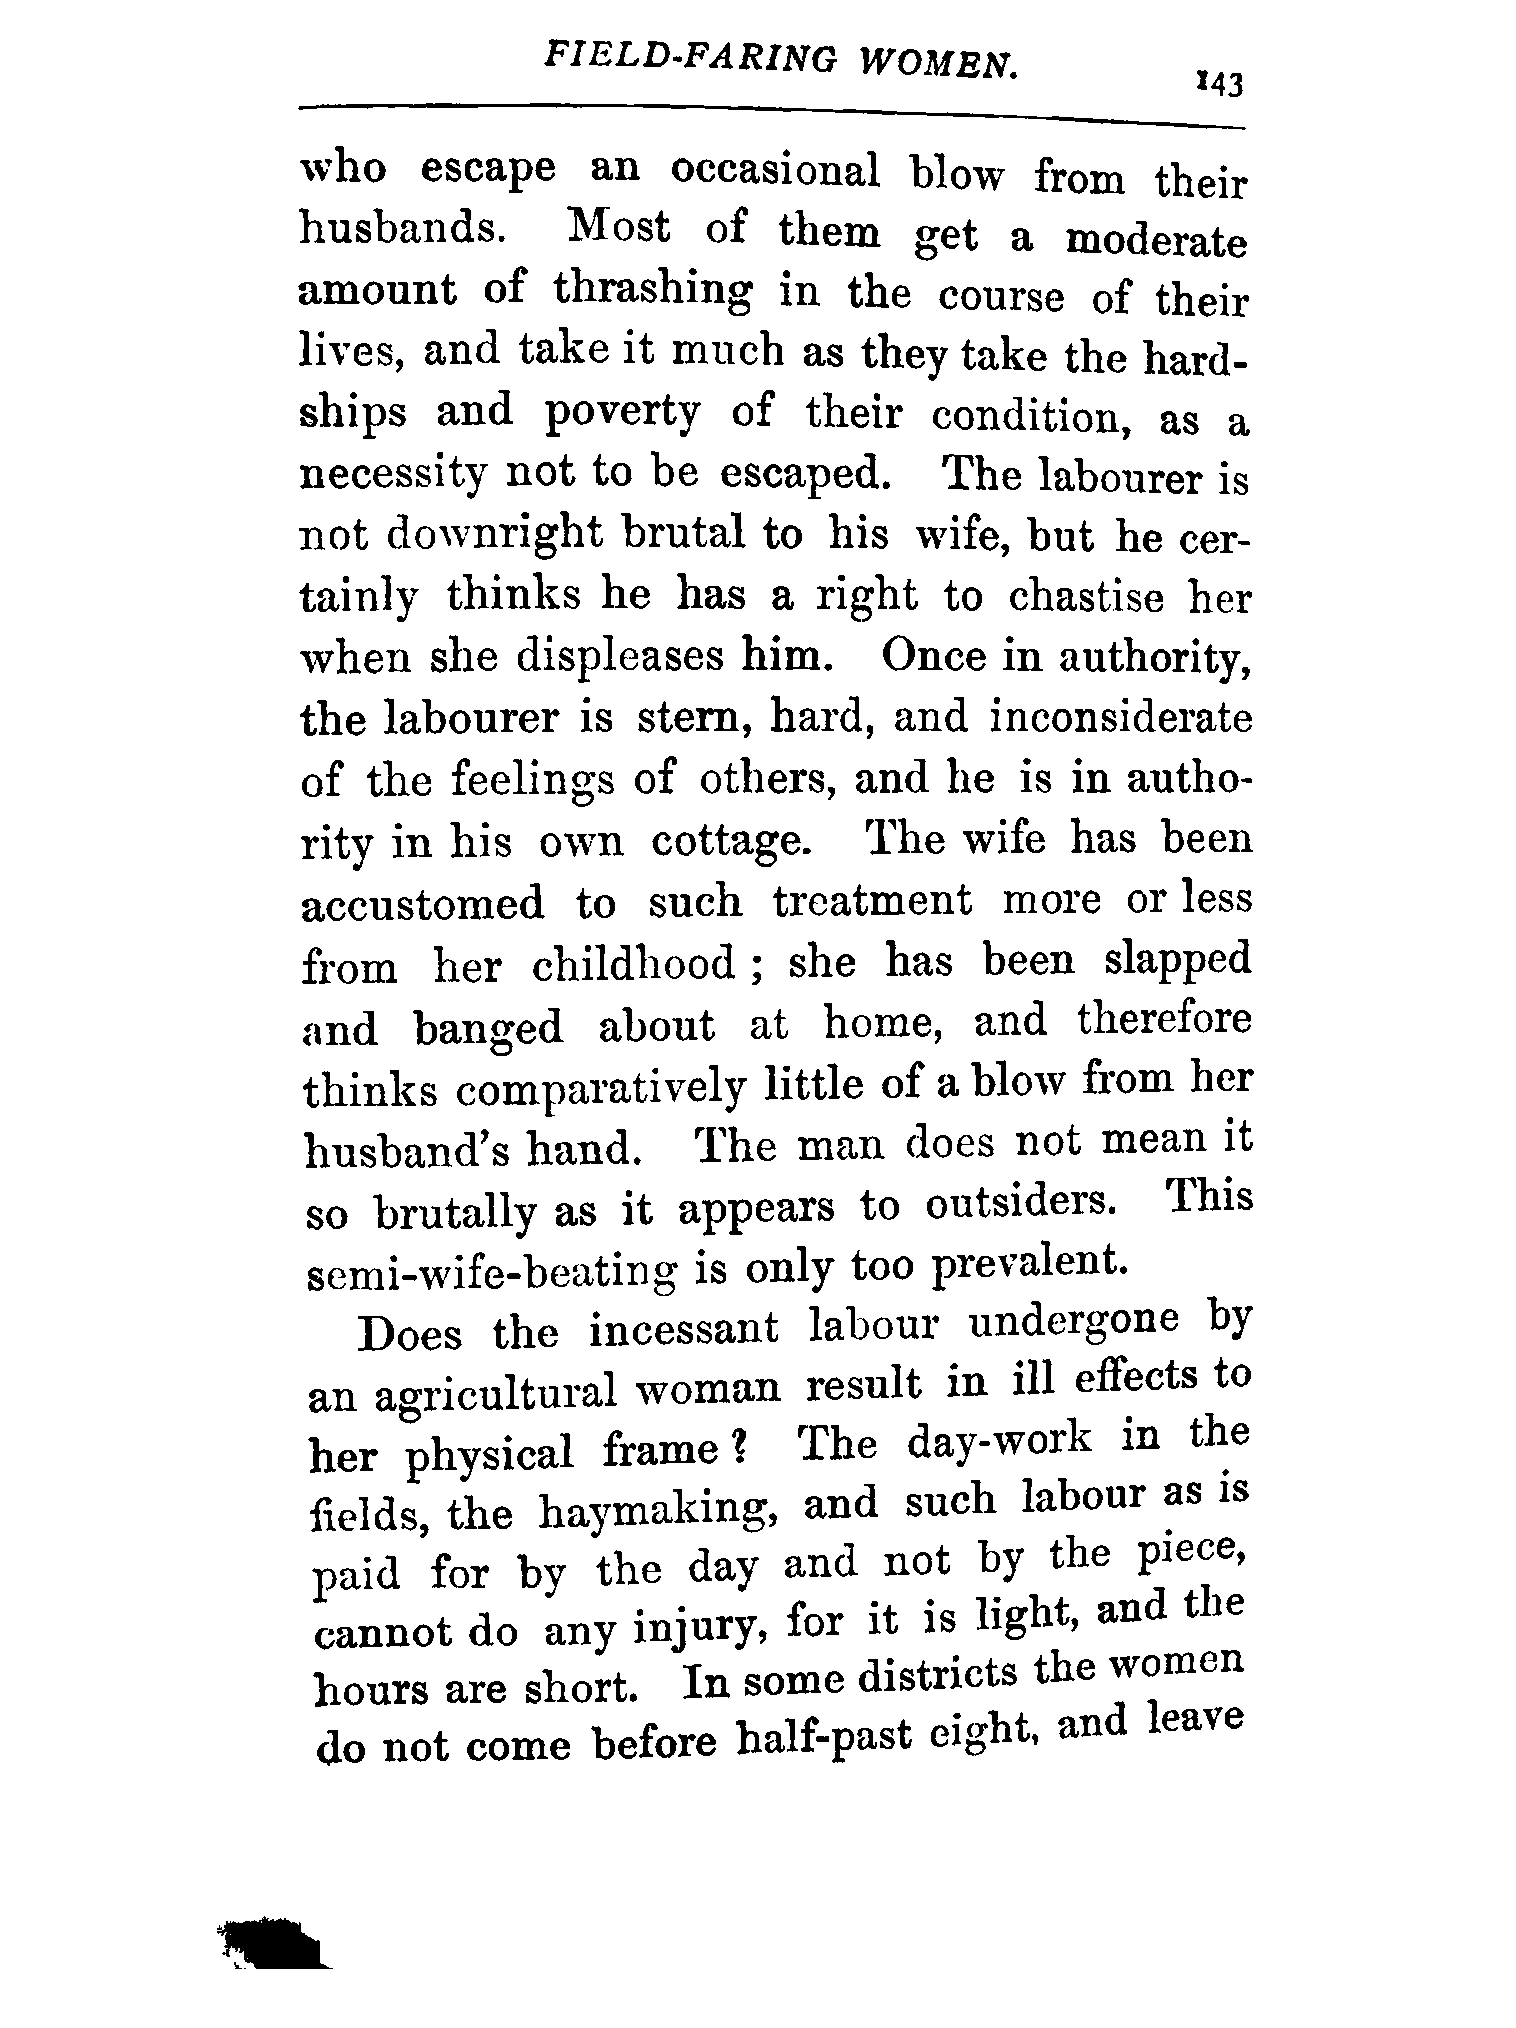 FIELD-FARING WOMEN. 143
who escape an occasional blow from their
husbands. Most of them get a moderate
amount of thrashing in the course of their
lives, and take it much as they take the hard-
ships and poverty of their condition, as a
necessity not to be escaped. The labourer is
not downright brutal to his wife, but he cer-
tainly thinks he has a right to chastise her
when she displeases him. Once in authority,
the labourer is stern, hard, and inconsiderate
of the feelings of others, and he is in autho-
rity in his own cottage. The wife has been
accustomed to such treatment more or less
from her childhood ; she has been slapped
and banged about at home, and therefore
thinks comparatively little of a blow from her
husband's hand. The man does not mean it
so brutally as it appears to outsiders. This
semi-wife-beating is only too prevalent.
Does the incessant labour undergone by
an agricultural woman result in ill effects to
her physical frame ? The day-work in the
fields, the haymaking, and such labour as is
paid for by the day and not by the piece,
cannot do any injury, for it is light, and the
hours are short. In some districts the women
do not come before half-past eight, and leave